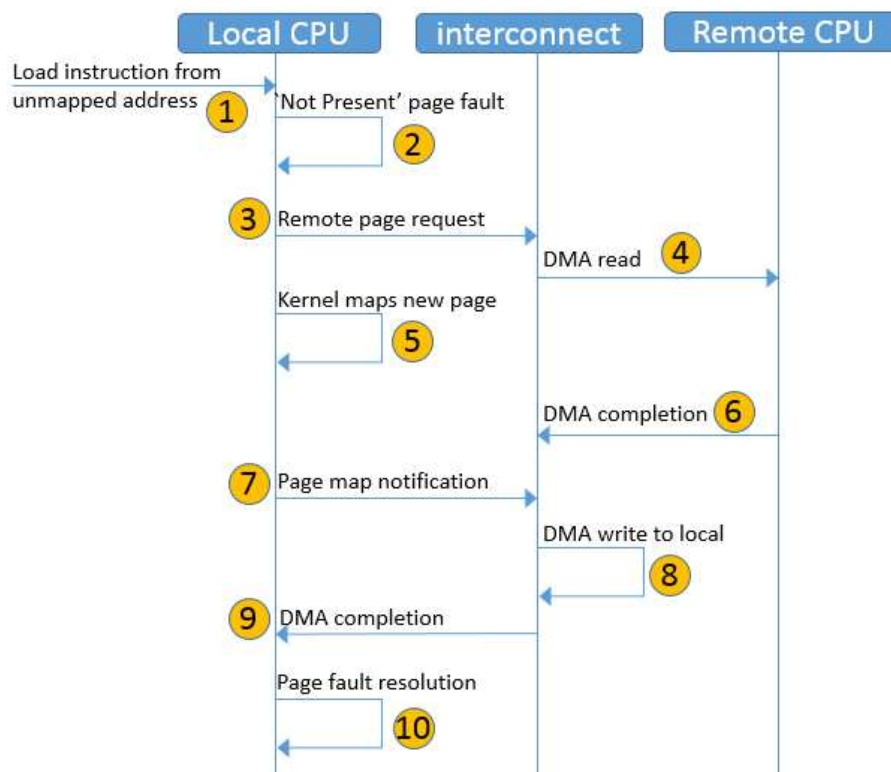 Local CPU
interconnect
Remote CPU
Load instruction from
unmapped address
1
'Not Present' page fault
2
3
Remote page request
DMA read
4
Kernel maps new page
5
DMA completion
6
7
Page map notification
DMA write to local
8
9
DMA completion
Page fault resolution
10